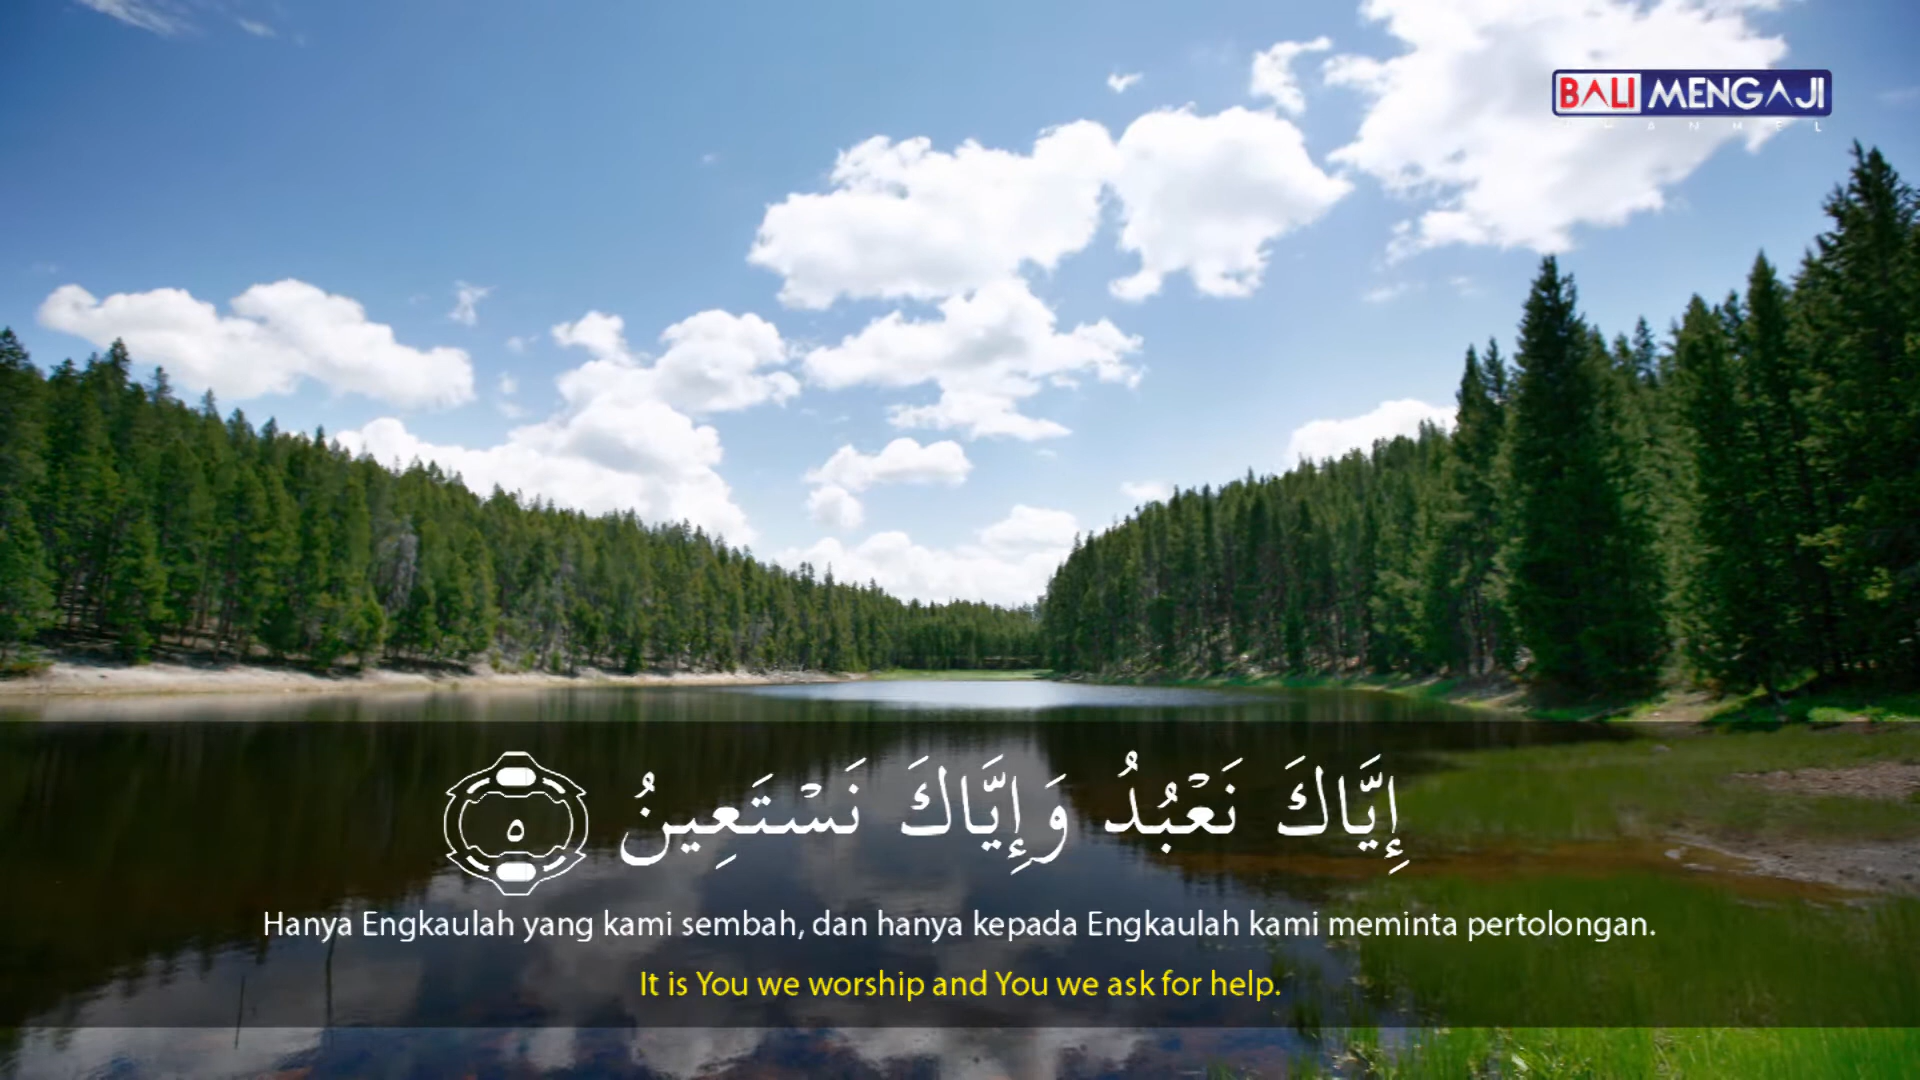 BALI MENGAJI
CHANNEL
إِيَّاكَ نَعْبُدُ وَإِيَّاكَ نَسْتَعِينُ ٥
Hanya Engkaulah yang kami sembah, dan hanya kepada Engkaulah kami meminta pertolongan.
It is You we worship and You we ask for help.